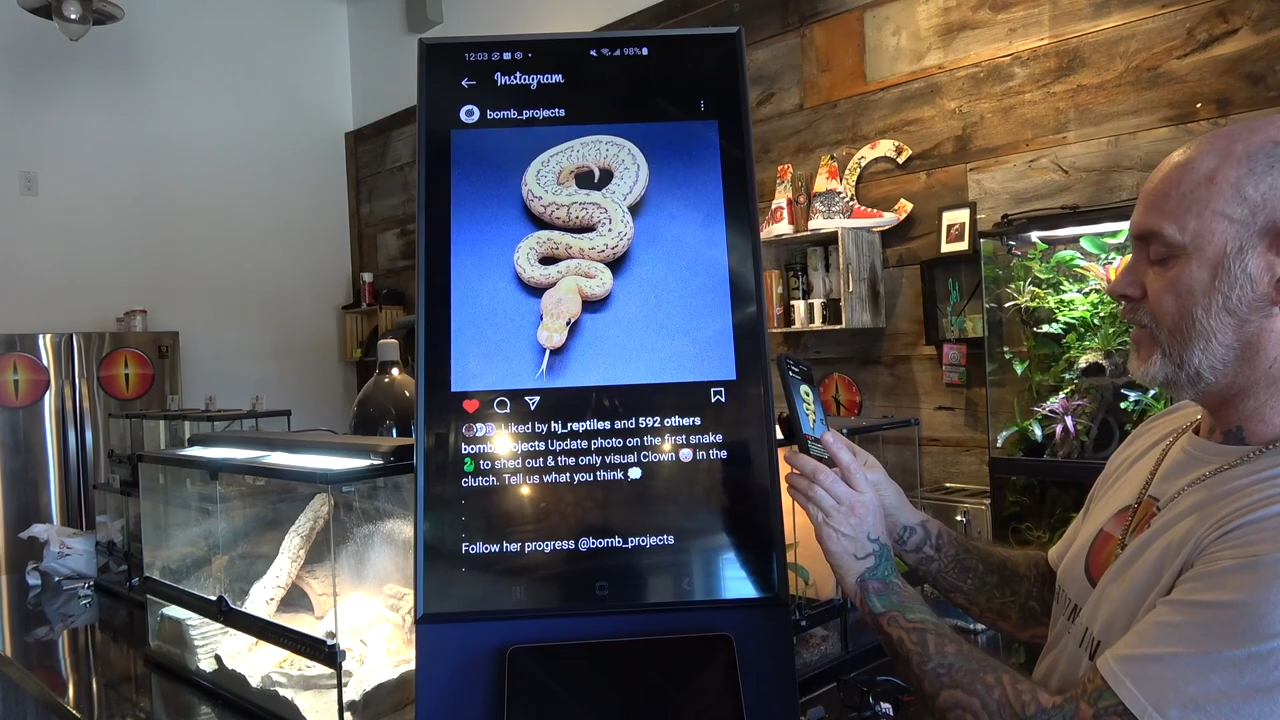 12:03
98%
Instagram
bomb_projects
Liked by hj_reptiles and 592 others
bomb_projects Update photo on the first snake
🐍 to shed out & the only visual Clown 🤡 in the
clutch. Tell us what you think 💭
.
.
.
Follow her progress @bomb_projects
.